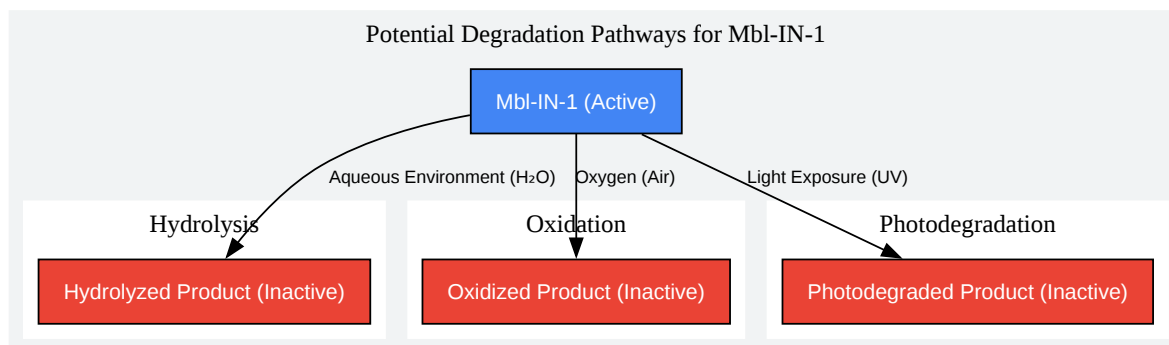 Potential Degradation Pathways for Mbl-IN-1
Mbl-IN-1 (Active)
Aqueous Environment (H₂O)
Oxygen (Air)
Light Exposure (UV)
Hydrolysis
Oxidation
Photodegradation
Hydrolyzed Product (Inactive)
Oxidized Product (Inactive)
Photodegraded Product (Inactive)